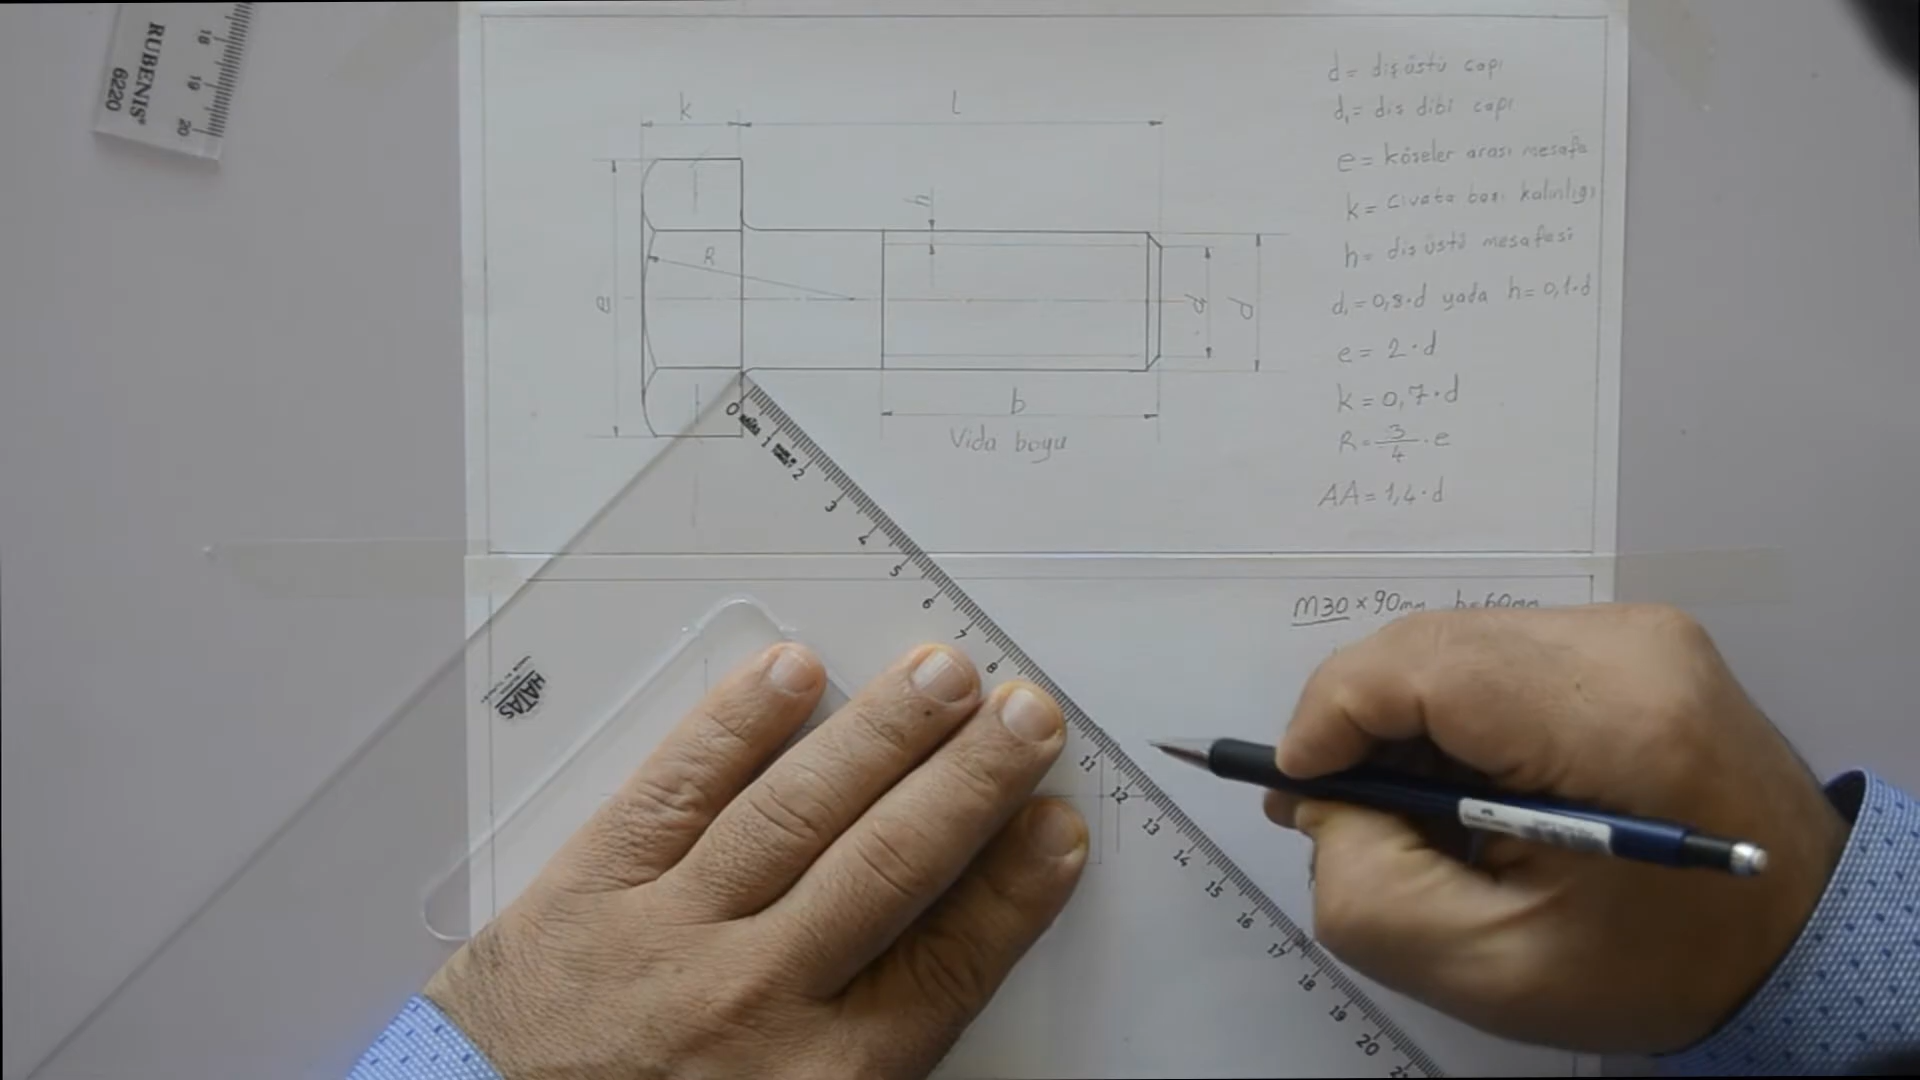 RUBENIS®
6220
18
19
20
k
L
h
R
e
d₁
d
b
Vida boyu
d = diş üstü çapı
d₁ = diş dibi çapı
e = köşeler arası mesafe
k = civata başı kalınlığı
h = diş üstü mesafesi
d₁ = 0,8·d yada h = 0,1·d
e = 2·d
k = 0,7·d
R = 3/4 · e
AA = 1,4·d
M30 × 90mm b=60mm
HATAS
0 1 2 3 4 5 6 7 8 11 12 13 14 15 16 17 18 19 20